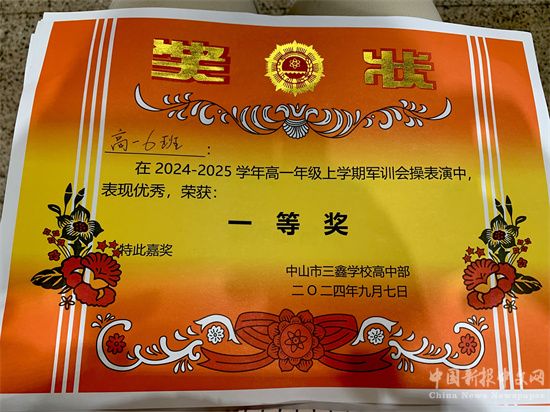 奖状
高一6班:
在 2024-2025 学年高一年级上学期军训会操表演中,
表现优秀，荣获:
一等奖
特此嘉奖
中山市三鑫学校高中部
二〇二四年九月七日
中国新报中文网
China News Newspaper